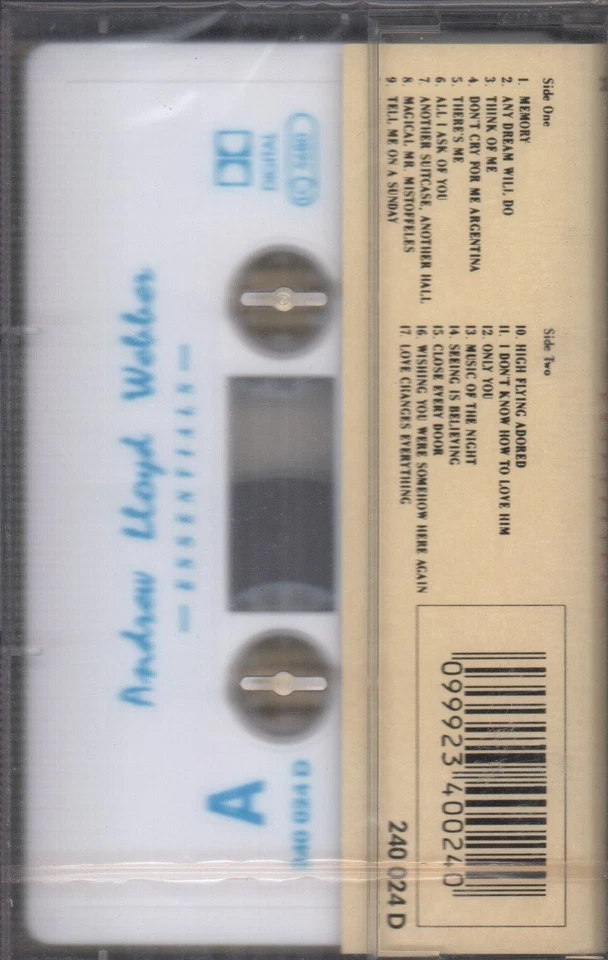 Side One
1. MEMORY
2. ANY DREAM WILL DO
3. THINK OF ME
4. DON'T CRY FOR ME ARGENTINA
5. THERE'S ME
6. ALL I ASK OF YOU
7. ANOTHER SUITCASE, ANOTHER HALL
8. MAGICAL MR. MISTOFFELES
9. TELL ME ON A SUNDAY
Side Two
10. HIGH FLYING ADORED
11. I DON'T KNOW HOW TO LOVE HIM
12. ONLY YOU
13. MUSIC OF THE NIGHT
14. SEEING IS BELIEVING
15. CLOSE EVERY DOOR
16. WISHING YOU WERE SOMEHOW HERE AGAIN
17. LOVE CHANGES EVERYTHING
0 99923 40024 0
240 024 D
A
240 024 D
Andrew Lloyd Webber
— ESSENTIALS —